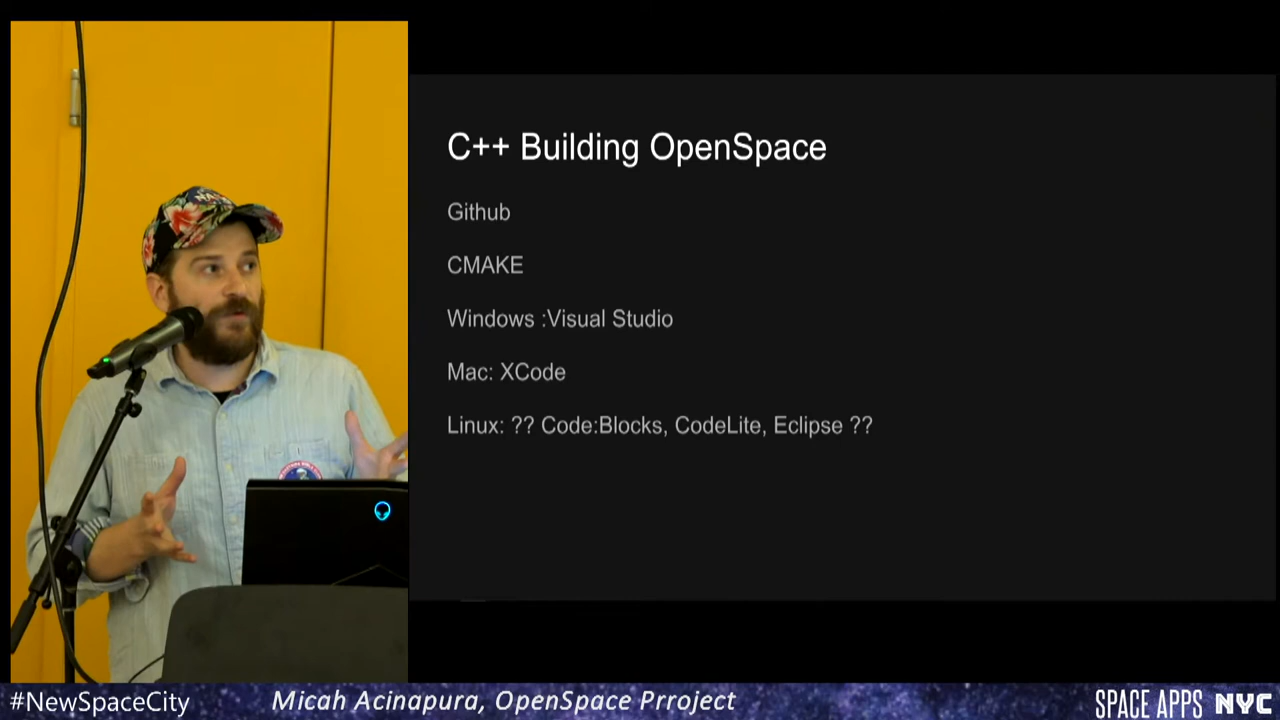 C++ Building OpenSpace
Github
CMAKE
Windows :Visual Studio
Mac: XCode
Linux: ?? Code:Blocks, CodeLite, Eclipse ??
#NewSpaceCity
Micah Acinapura, OpenSpace Prroject
SPACE APPS NYC